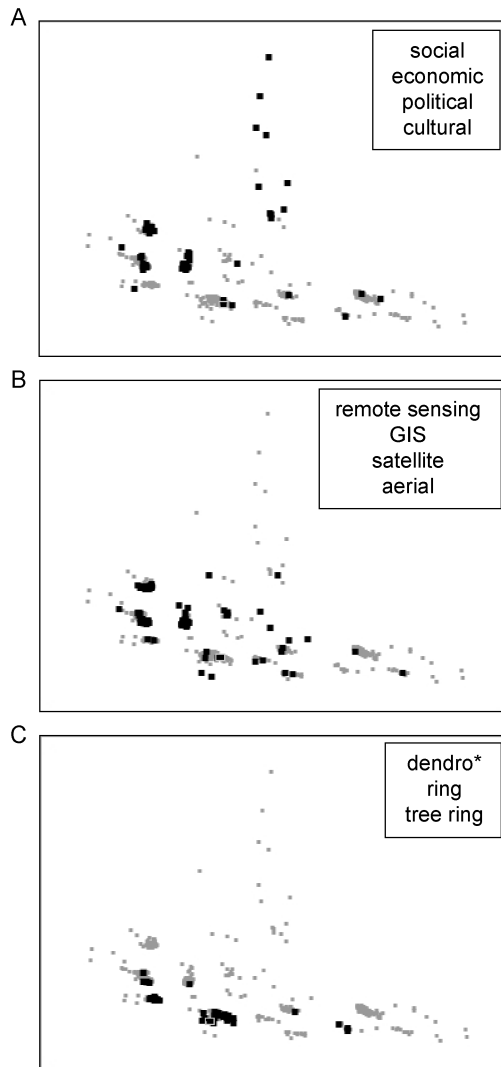 A
social
economic
political
cultural
B
remote sensing
GIS
satellite
aerial
C
dendro*
ring
tree ring